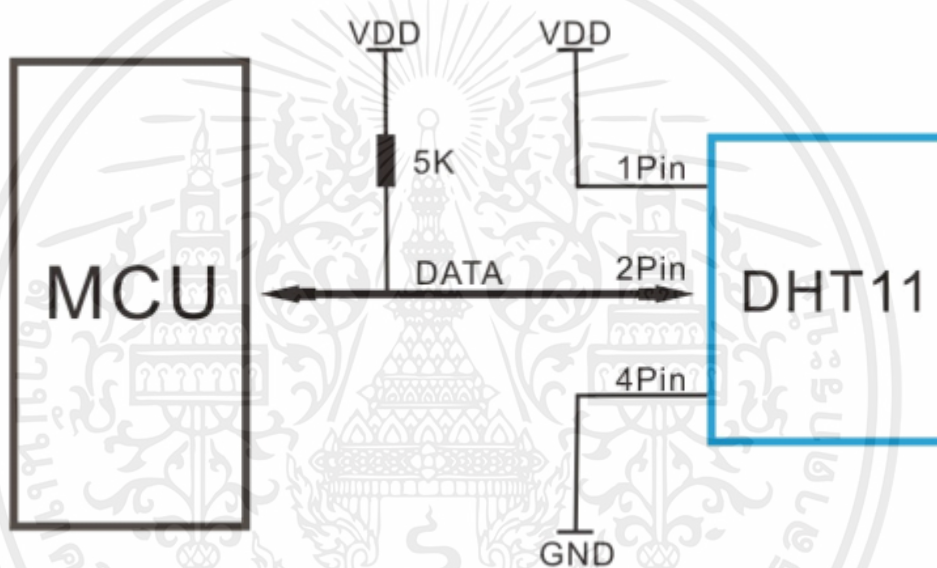 VDD
VDD
5K
1Pin
MCU
DATA
2Pin
DHT11
4Pin
GND